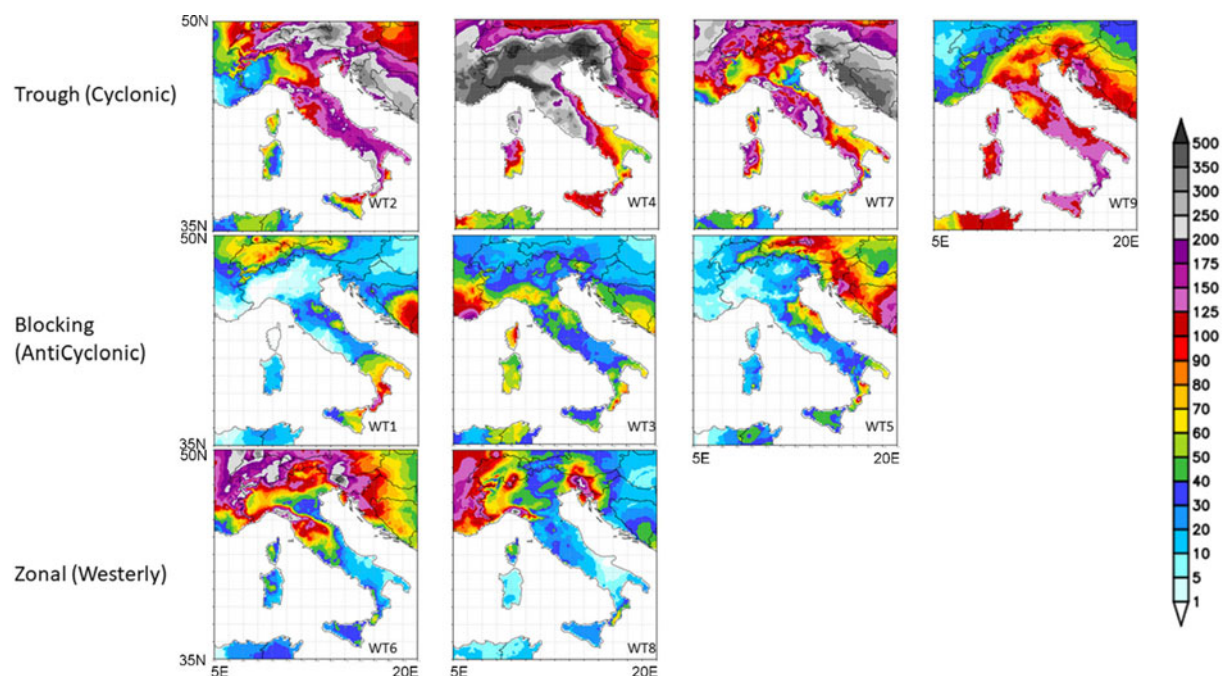 50N
Trough (Cyclonic)
WT2
WT4
WT7
WT9
35N
5E
20E
50N
Blocking
(AntiCyclonic)
WT1
WT3
WT5
35N
5E
20E
50N
Zonal (Westerly)
WT6
WT8
35N
5E
20E
5E
20E
500
350
300
250
200
175
150
125
100
90
80
70
60
50
40
30
20
10
5
1